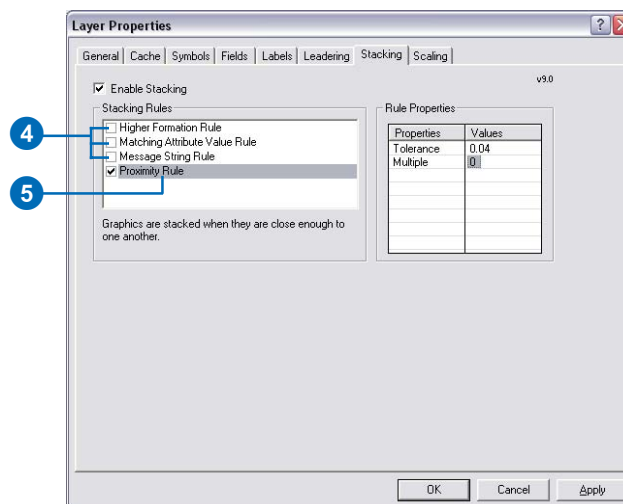 Layer Properties
General Cache Symbols Fields Labels Leadering Stacking Scaling
v9.0
Enable Stacking
Stacking Rules
4
Higher Formation Rule
Matching Attribute Value Rule
Message String Rule
Proximity Rule
5
Graphics are stacked when they are close enough to
one another.
Rule Properties
Properties Values
Tolerance 0.04
Multiple 0
OK Cancel Apply